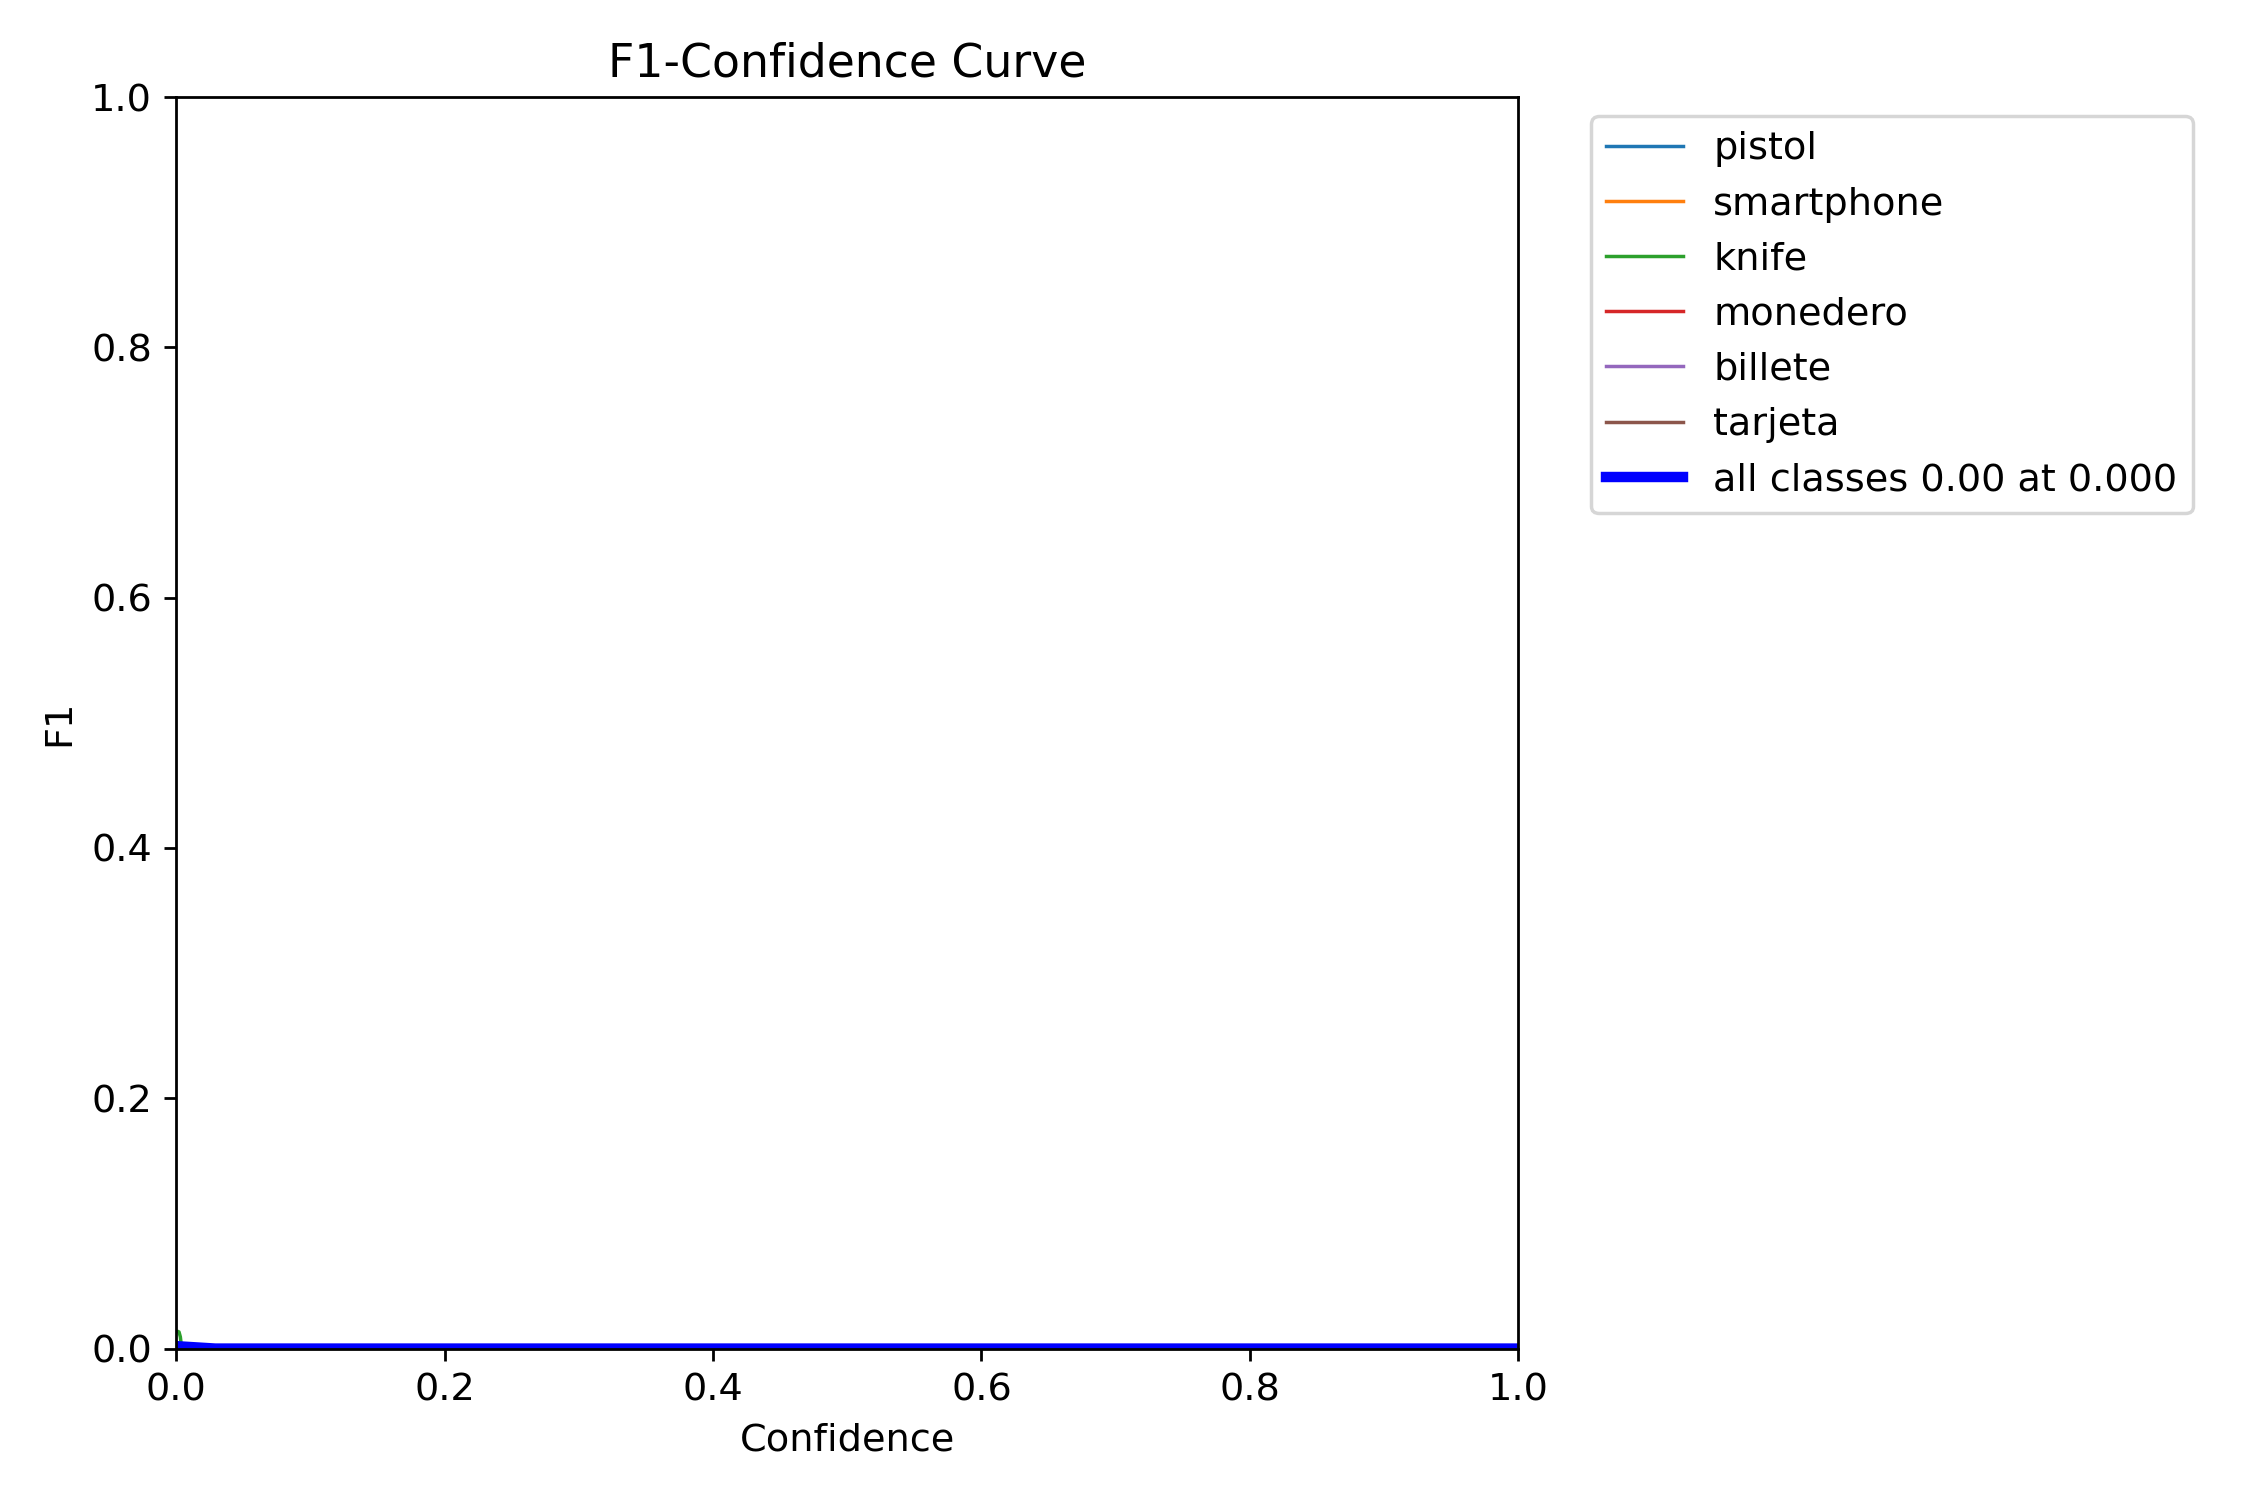 F1-Confidence Curve
1.0
0.8
0.6
0.4
0.2
0.0
F1
0.0 0.2 0.4 0.6 0.8 1.0
Confidence
pistol
smartphone
knife
monedero
billete
tarjeta
all classes 0.00 at 0.000